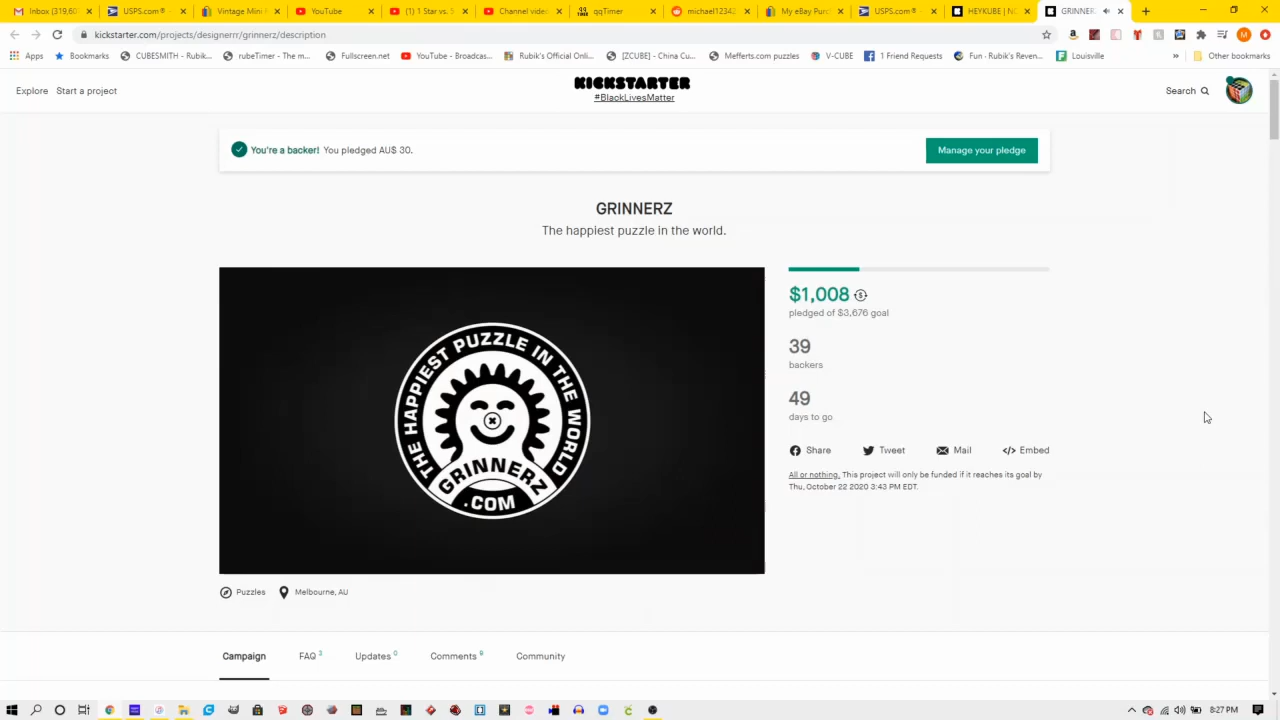 Inbox (319,60
USPS.com® -
Vintage Mini
YouTube
(1) 1 Star vs. 5
Channel video
qqTimer
michael12342
My eBay Purc
USPS.com® -
HEYKUBE | NO
GRINNER
kickstarter.com/projects/designerr/grinnerz/description
Apps
Bookmarks
CUBESMITH - Rubik...
rubeTimer - The m...
Fullscreen.net
YouTube - Broadcas...
Rubik's Official Onli...
[ZCUBE] - China Cu...
Mefferts.com puzzles
V-CUBE
1 Friend Requests
Fun - Rubik's Reven...
Louisville
»
Other bookmarks
Explore
Start a project
KICKSTARTER
#BlackLivesMatter
Search
You're a backer! You pledged AU$ 30.
Manage your pledge
GRINNERZ
The happiest puzzle in the world.
THE HAPPIEST PUZZLE IN THE WORLD
GRINNERZ
.COM
$1,008
pledged of $3,676 goal
39
backers
49
days to go
Share
Tweet
Mail
Embed
All or nothing. This project will only be funded if it reaches its goal by
Thu, October 22 2020 3:43 PM EDT.
Puzzles
Melbourne, AU
Campaign
FAQ 3
Updates 0
Comments 9
Community
8:27 PM